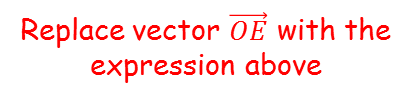 Replace vector $\overrightarrow{OE}$ with the
expression above